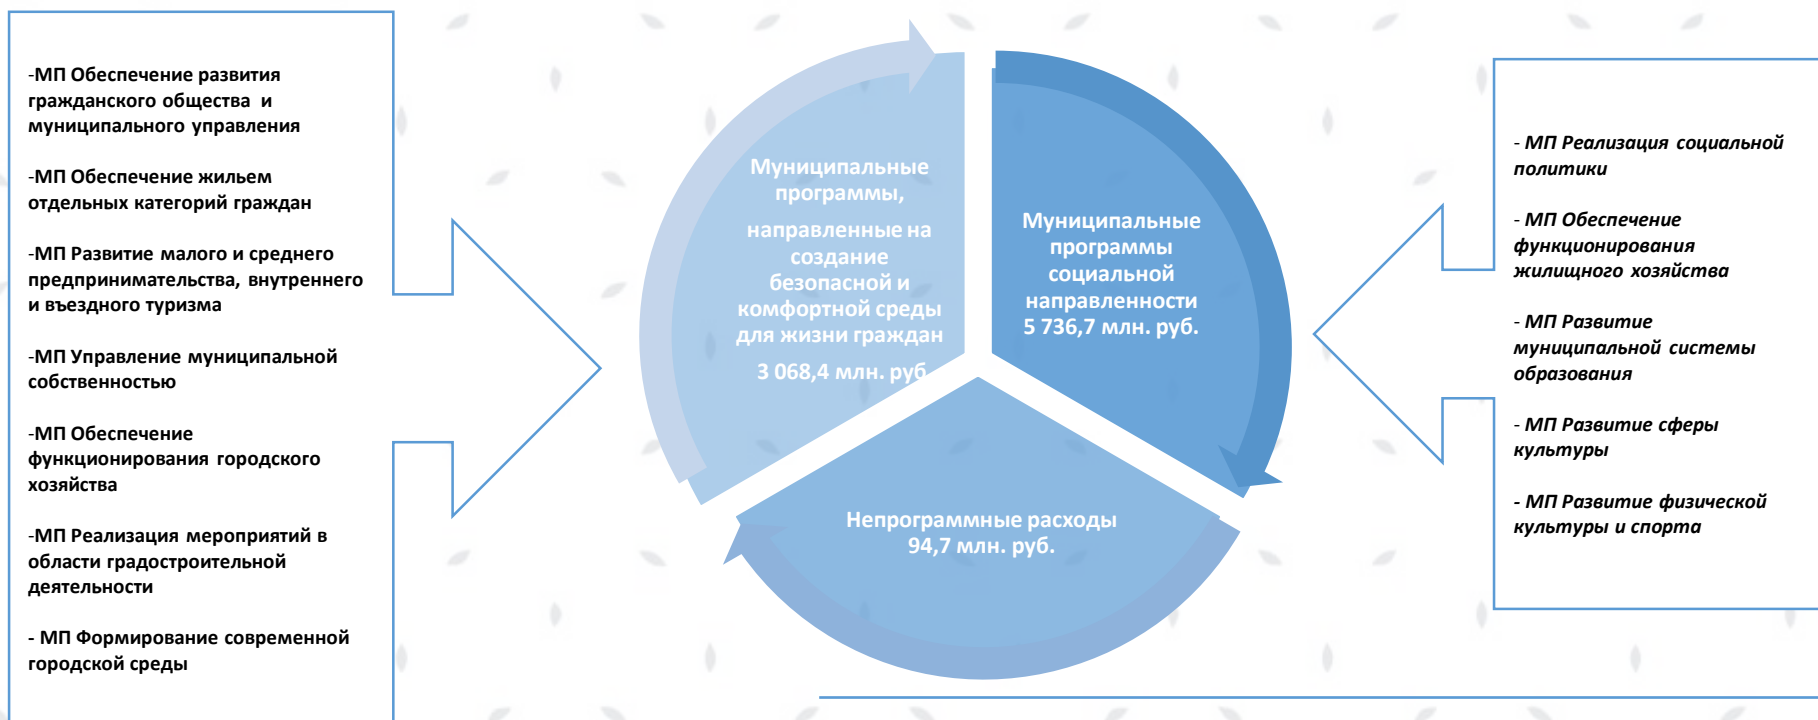 -МП Обеспечение развития
гражданского общества и
муниципального управления
-МП Обеспечение жильем
отдельных категорий граждан
-МП Развитие малого и среднего
предпринимательства, внутреннего
и въездного туризма
-МП Управление муниципальной
собственностью
-МП Обеспечение
функционирования городского
хозяйства
-МП Реализация мероприятий в
области градостроительной
деятельности
- МП Формирование современной
городской среды
Муниципальные
программы,
направленные на
создание
безопасной и
комфортной среды
для жизни граждан
3 068,4 млн. руб.
Муниципальные
программы
социальной
направленности
5 736,7 млн. руб.
Непрограммные расходы
94,7 млн. руб.
- МП Реализация социальной
политики
- МП Обеспечение
функционирования
жилищного хозяйства
- МП Развитие
муниципальной системы
образования
- МП Развитие сферы
культуры
- МП Развитие физической
культуры и спорта